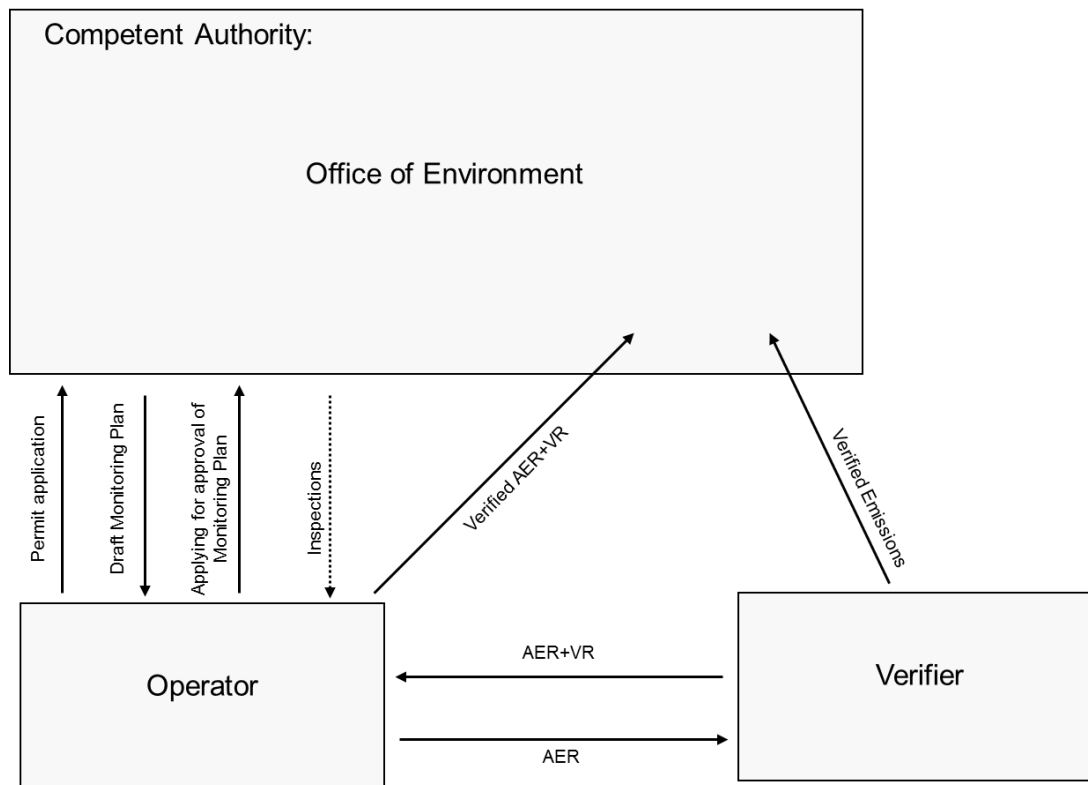 Competent Authority:
Office of Environment
Permit application
Draft Monitoring Plan
Applying for approval of
Monitoring Plan
Inspections
Verified AER+VR
Verified Emissions
Operator
AER+VR
AER
Verifier